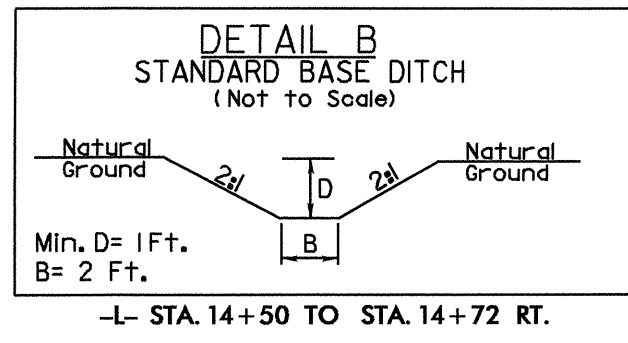 DETAIL B
STANDARD BASE DITCH
(Not to Scale)
Natural
Ground
2:1
D
2:1
Natural
Ground
Min. D= 1Ft.
B
B= 2 Ft.
-L- STA. 14+50 TO STA. 14+72 RT.